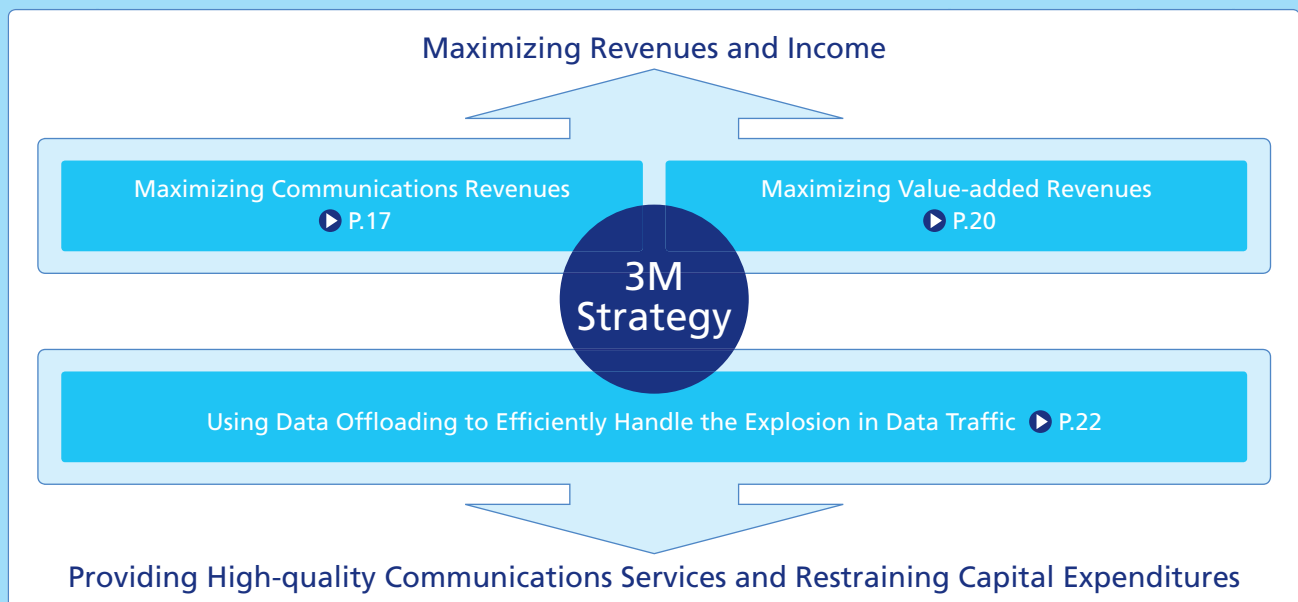 Maximizing Revenues and Income
Maximizing Communications Revenues
P.17
Maximizing Value-added Revenues
P.20
3M
Strategy
Using Data Offloading to Efficiently Handle the Explosion in Data Traffic P.22
Providing High-quality Communications Services and Restraining Capital Expenditures